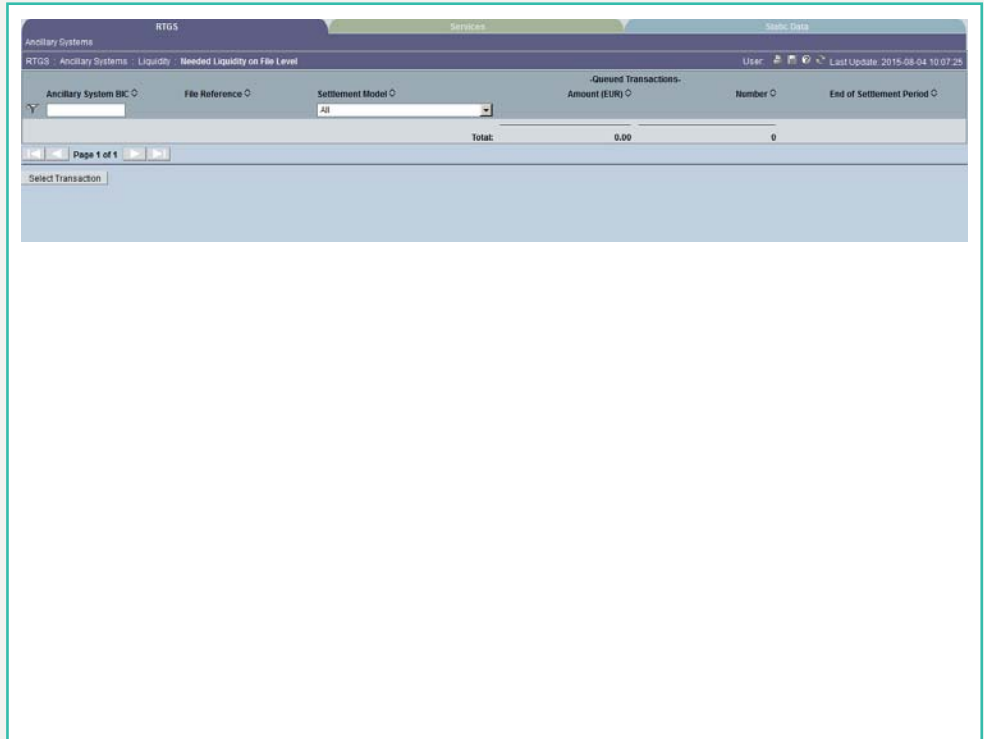 RTGS Services Static Data
Ancillary Systems
RTGS : Ancillary Systems : Liquidity : Needed Liquidity on File Level User: Last Update: 2015-08-04 10:07:25
-Queued Transactions-
Ancillary System BIC File Reference Settlement Model Amount (EUR) Number End of Settlement Period
All
Total: 0.00 0
Page 1 of 1
Select Transaction